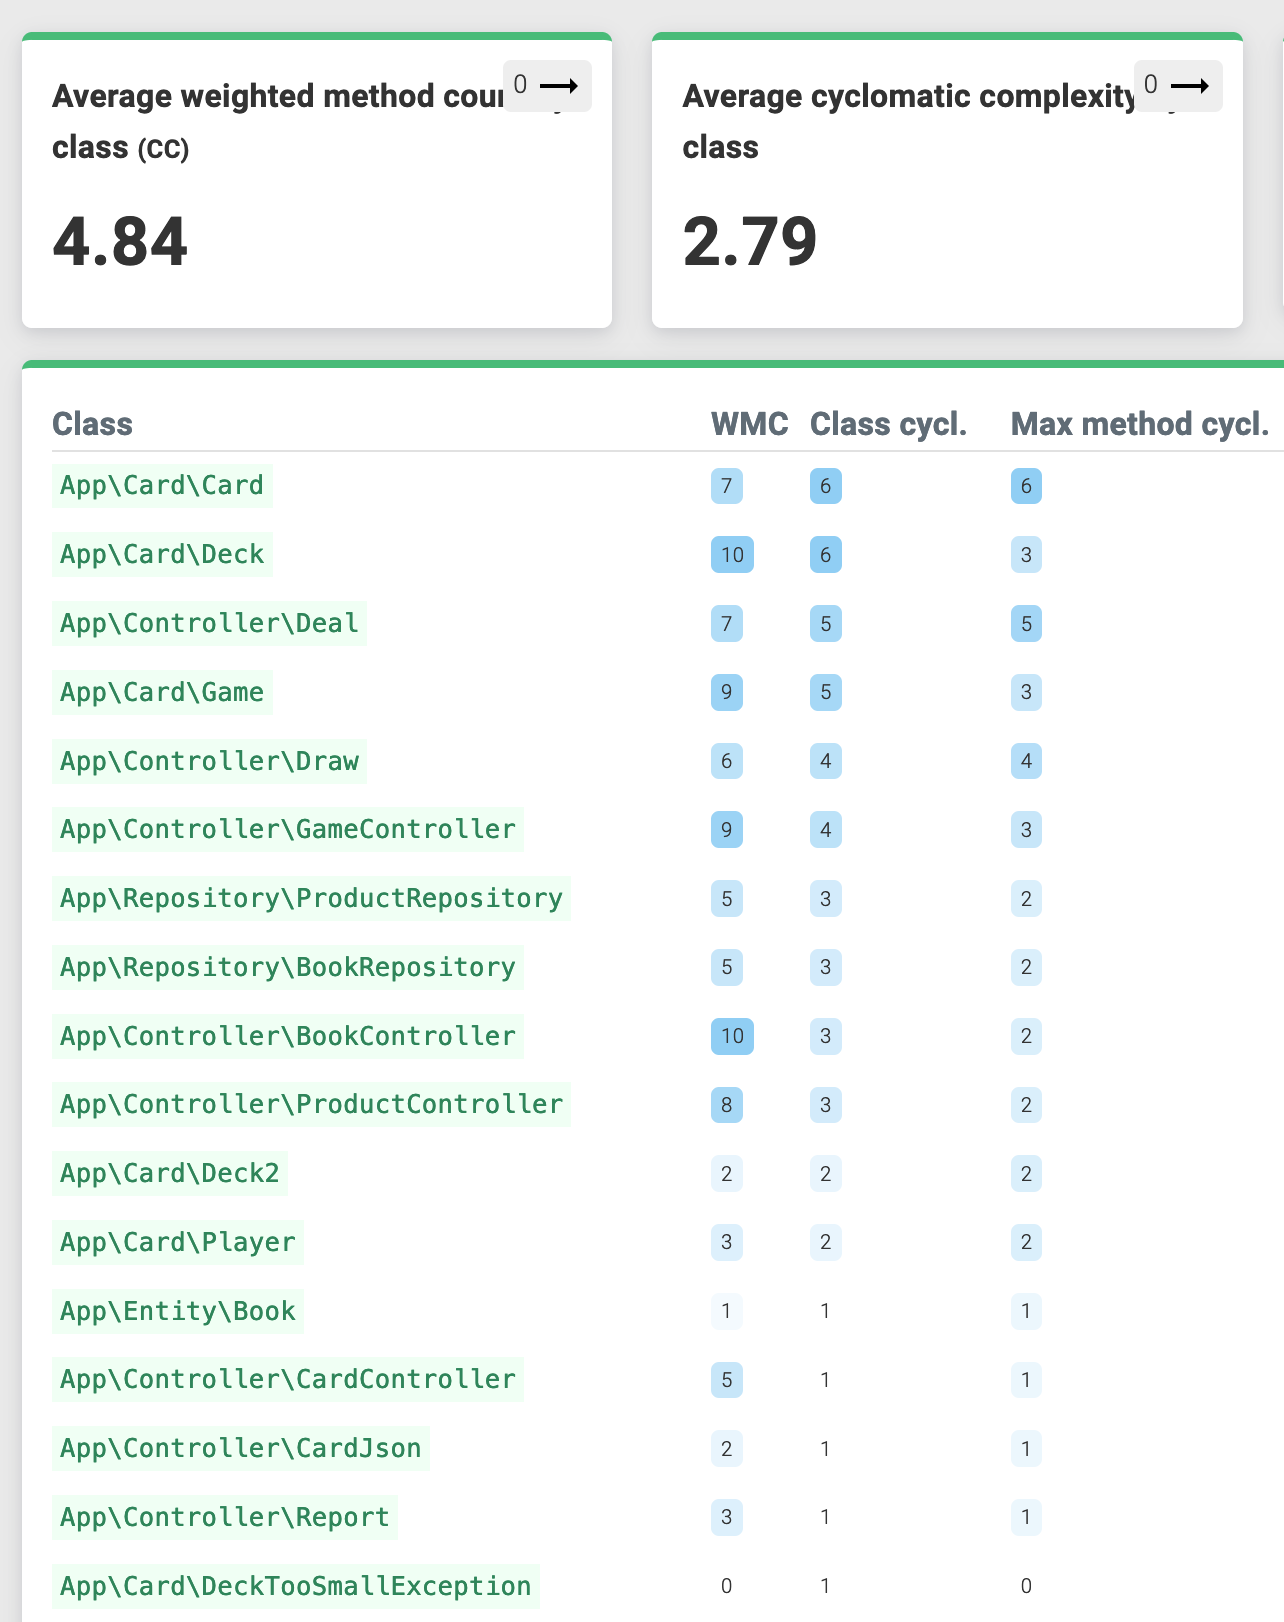 Average weighted method
class (CC)
0
4.84
Average cyclomatic complexity
class
0
2.79
Class WMC Class cycl. Max method cycl.
App\Card\Card 7 6 6
App\Card\Deck 10 6 3
App\Controller\Deal 7 5 5
App\Card\Game 9 5 3
App\Controller\Draw 6 4 4
App\Controller\GameController 9 4 3
App\Repository\ProductRepository 5 3 2
App\Repository\BookRepository 5 3 2
App\Controller\BookController 10 3 2
App\Controller\ProductController 8 3 2
App\Card\Deck2 2 2 2
App\Card\Player 3 2 2
App\Entity\Book 1 1 1
App\Controller\CardController 5 1 1
App\Controller\CardJson 2 1 1
App\Controller\Report 3 1 1
App\Card\DeckTooSmallException 0 1 0